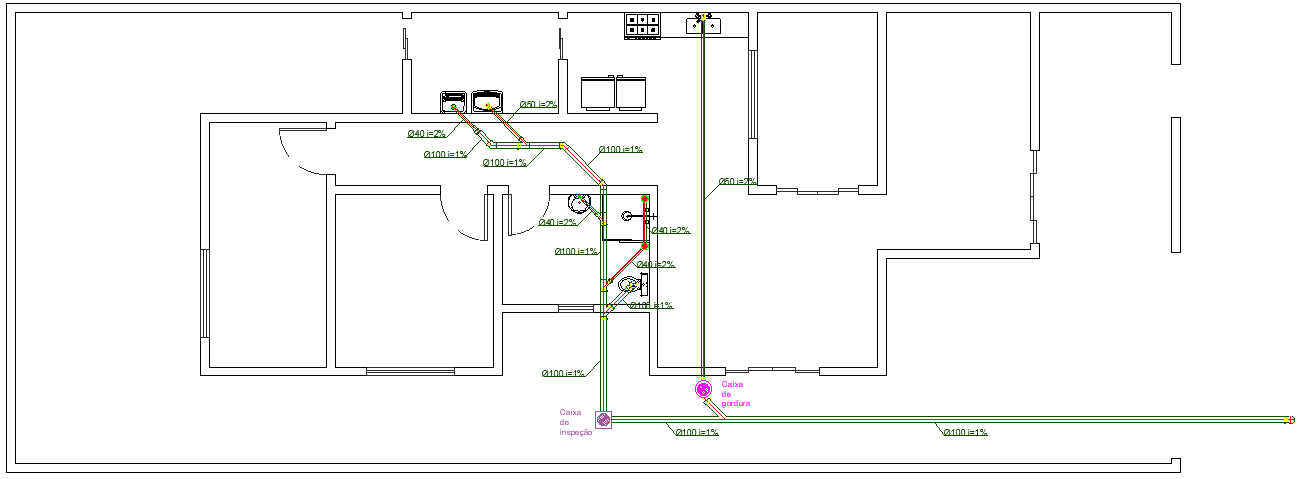 Ø50 i=2%
Ø40 i=2%
Ø100 i=1%
Ø100 i=1%
Ø100 i=1%
Ø50 i=2%
Ø40 i=2%
Ø40 i=2%
Ø100 i=1%
Ø40 i=2%
Ø100 i=1%
Ø100 i=1%
Caixa
de
gordura
Caixa
de
inspeção
Ø100 i=1%
Ø100 i=1%